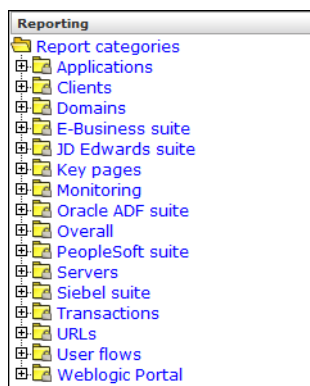 Reporting
Report categories
Applications
Clients
Domains
E-Business suite
JD Edwards suite
Key pages
Monitoring
Oracle ADF suite
Overall
PeopleSoft suite
Servers
Siebel suite
Transactions
URLs
User flows
Weblogic Portal